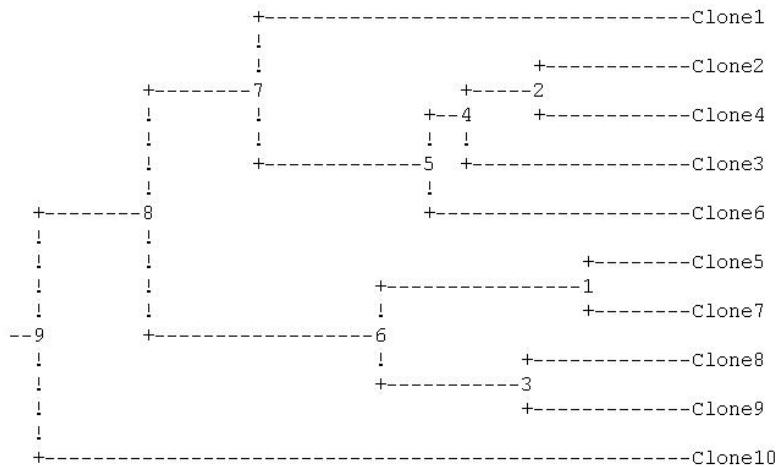 +-----------------------------------Clone1
!
! +------------Clone2
+--------7 +-----2
! ! +--4 +------------Clone4
! ! ! !
! +-------------5 +------------------Clone3
! !
+--------8 +---------------------Clone6
! !
! ! +--------Clone5
! ! +----------------1
! ! ! +--------Clone7
--9 +------------------6
! ! +-------------Clone8
! +-----------3
! +-------------Clone9
!
+-----------------------------------------------------Clone10